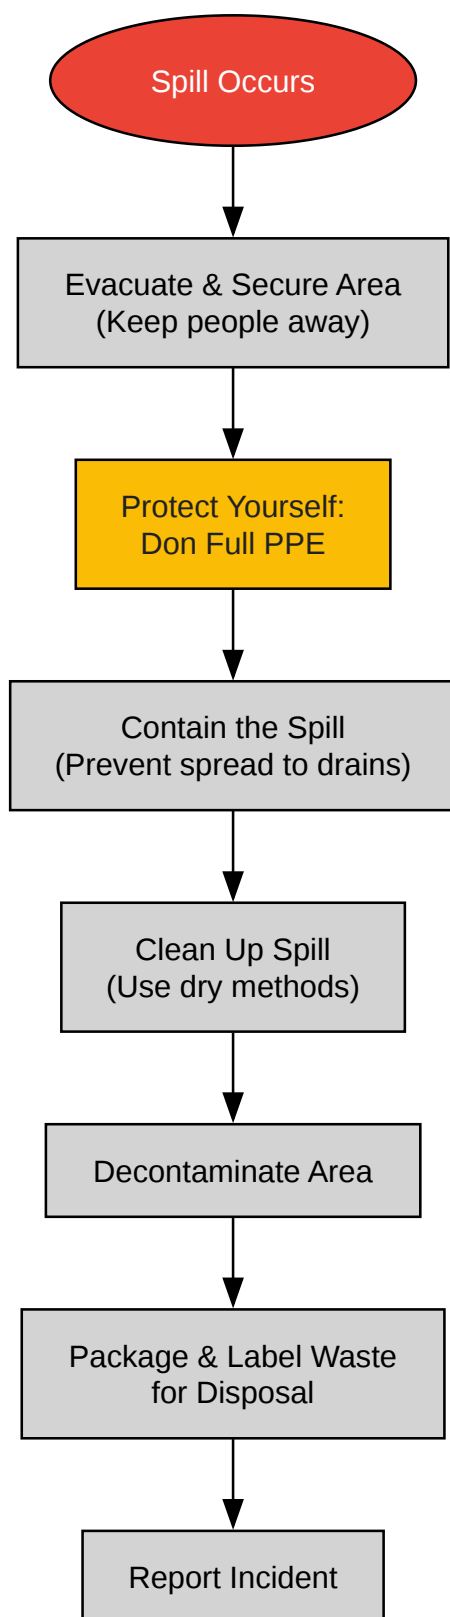 Spill Occurs
Evacuate & Secure Area
(Keep people away)
Protect Yourself:
Don Full PPE
Contain the Spill
(Prevent spread to drains)
Clean Up Spill
(Use dry methods)
Decontaminate Area
Package & Label Waste
for Disposal
Report Incident